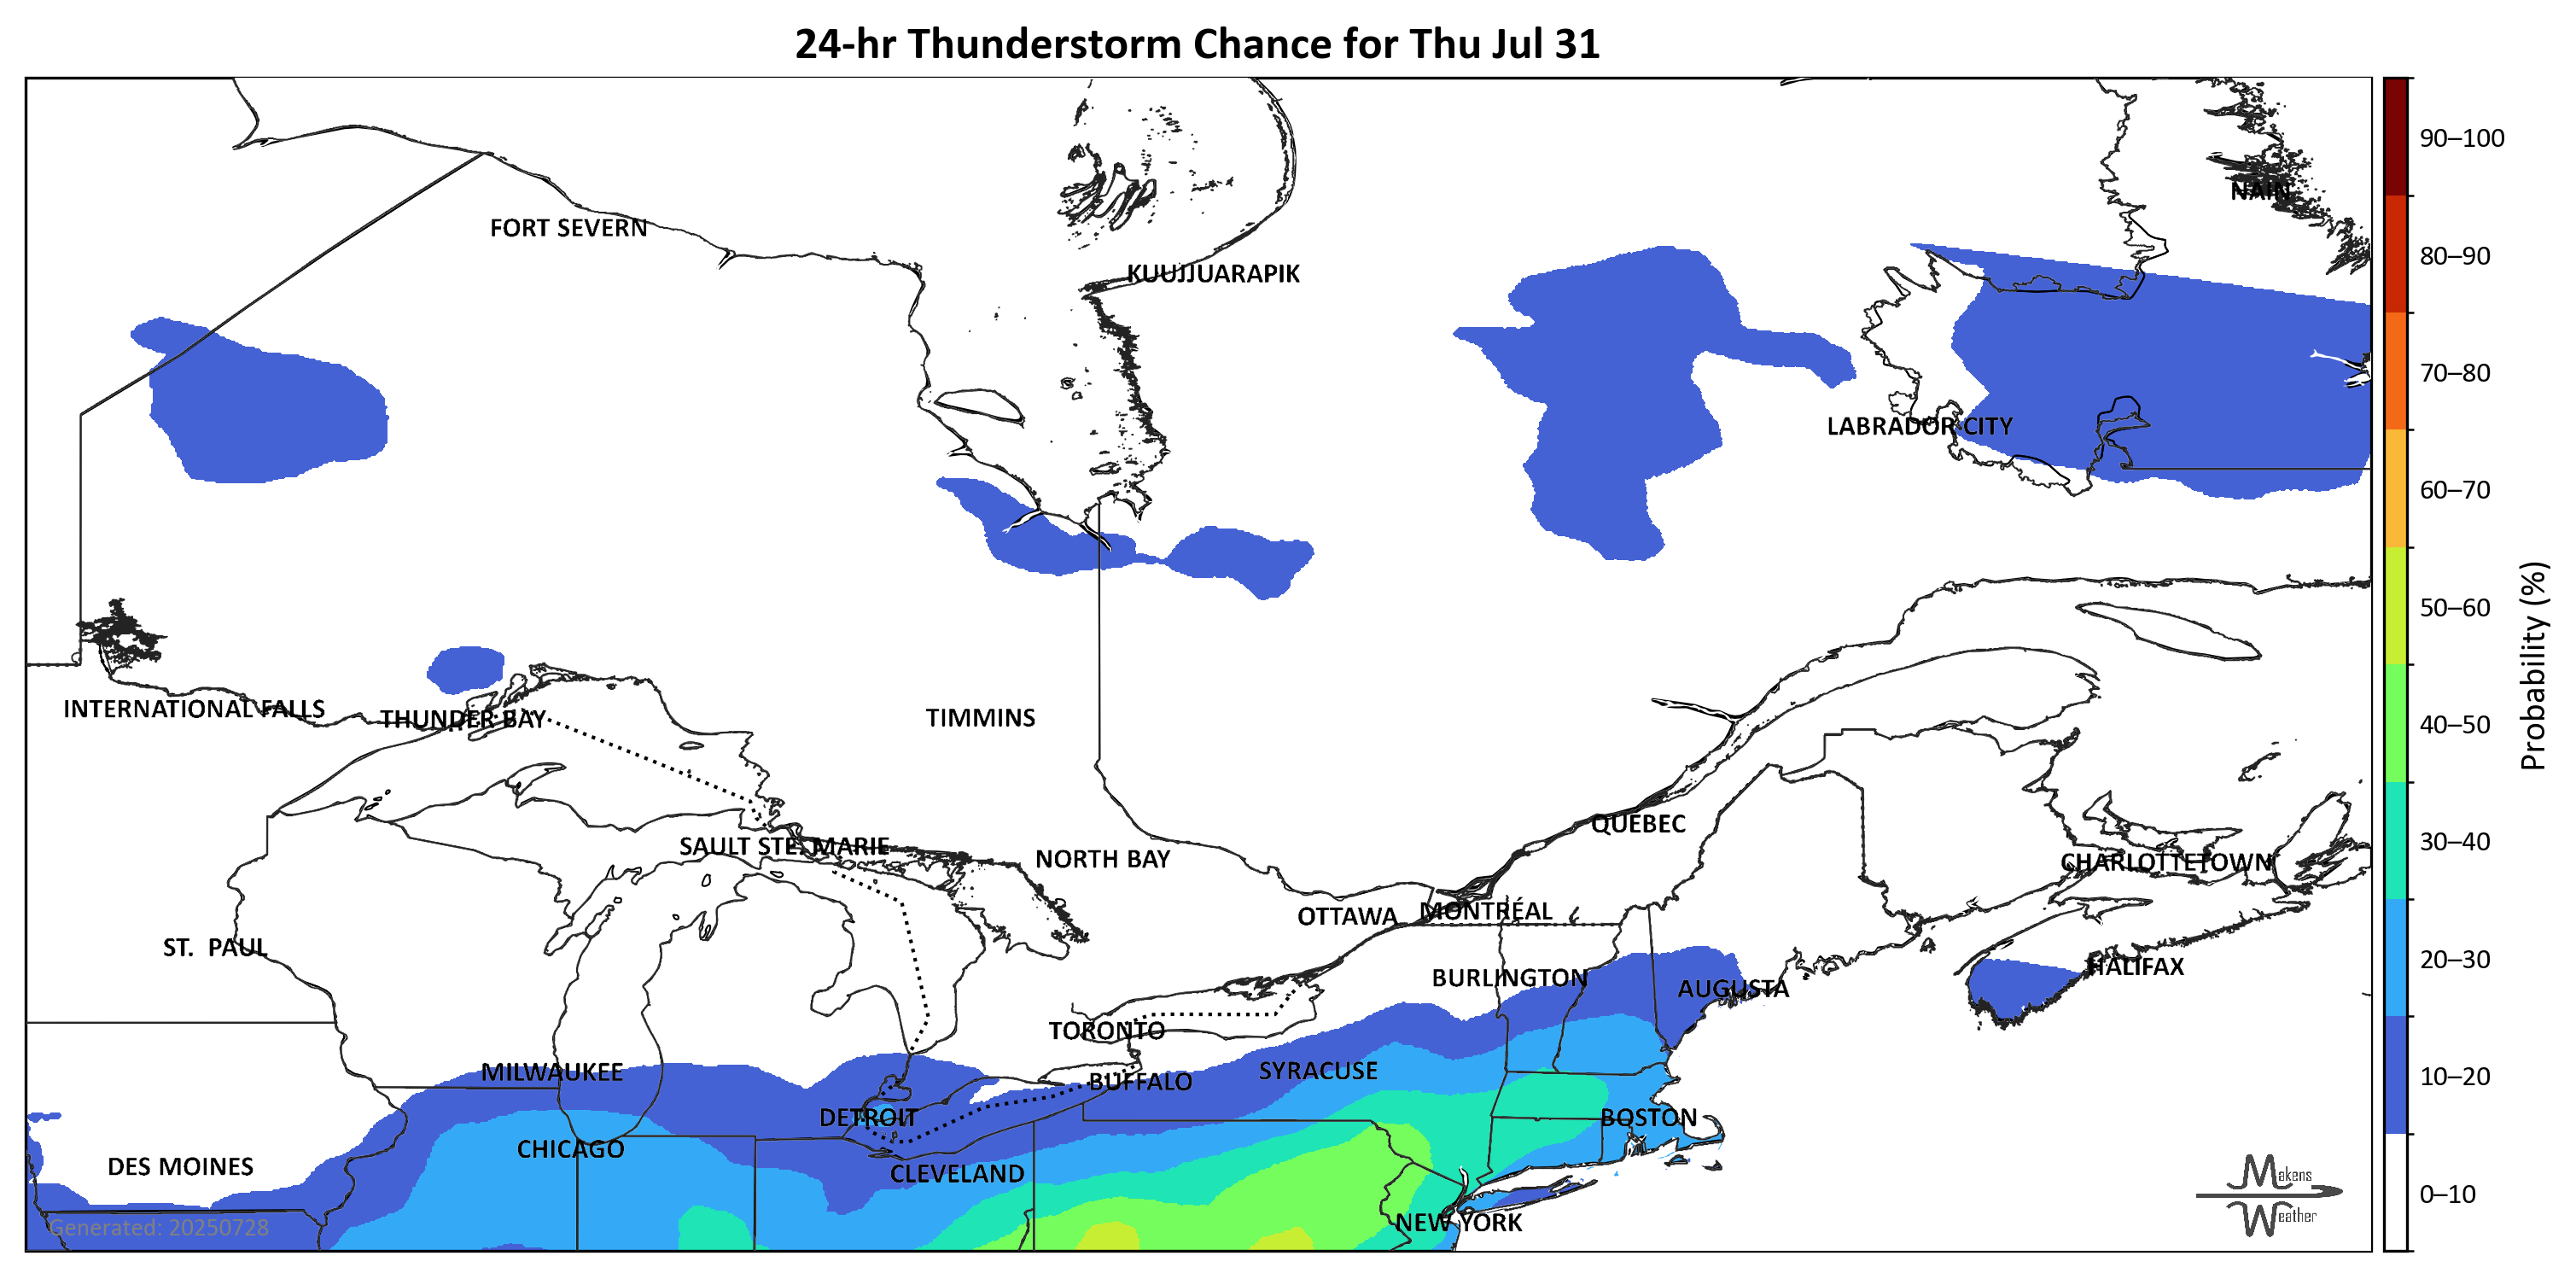 24-hr Thunderstorm Chance for Thu Jul 31
90–100
NAIN
FORT SEVERN
80–90
KUUJJUARAPIK
70–80
LABRADOR CITY
60–70
50–60
Probability (%)
INTERNATIONAL FALLS
THUNDER BAY
TIMMINS
40–50
QUEBEC
SAULT STE. MARIE
NORTH BAY
CHARLOTTETOWN
30–40
OTTAWA
MONTRÉAL
ST. PAUL
HALIFAX
20–30
BURLINGTON
AUGUSTA
TORONTO
MILWAUKEE
SYRACUSE
BUFFALO
10–20
DETROIT
BOSTON
CHICAGO
DES MOINES
CLEVELAND
Makens
Weather
0–10
NEW YORK
Generated: 20250728